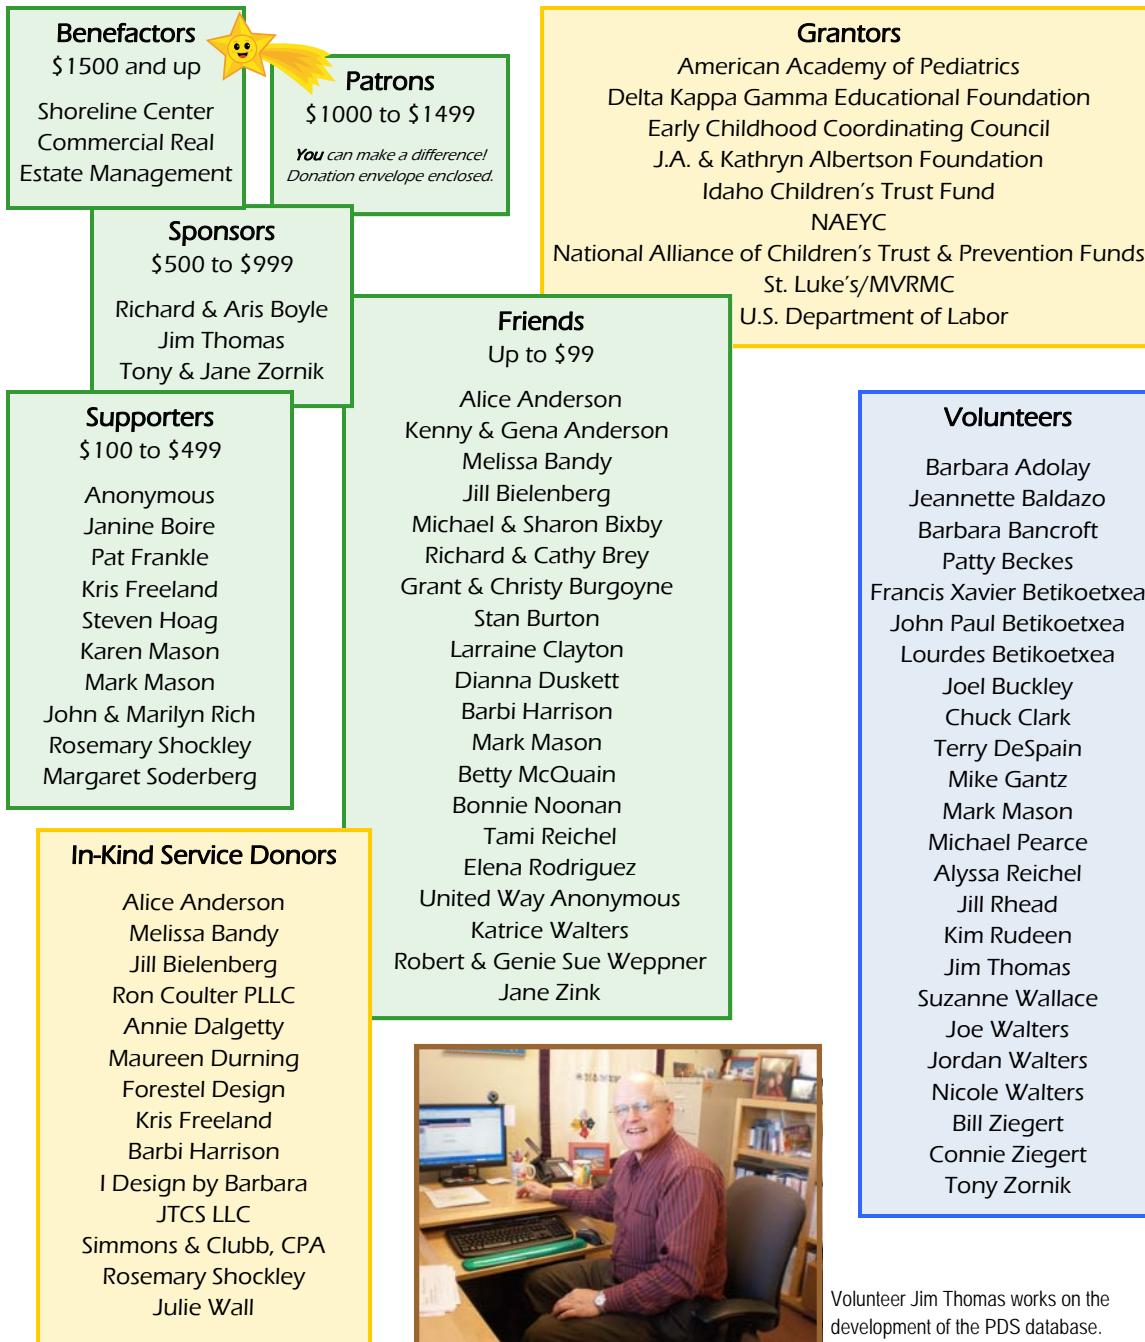 Benefactors
$1500 and up
Shoreline Center
Commercial Real
Estate Management
Patrons
$1000 to $1499
You can make a difference!
Donation envelope enclosed.
Sponsors
$500 to $999
Richard & Aris Boyle
Jim Thomas
Tony & Jane Zornik
Supporters
$100 to $499
Anonymous
Janine Boire
Pat Frankle
Kris Freeland
Steven Hoag
Karen Mason
Mark Mason
John & Marilyn Rich
Rosemary Shockley
Margaret Soderberg
In-Kind Service Donors
Alice Anderson
Melissa Bandy
Jill Bielenberg
Ron Coulter PLLC
Annie Dalgetty
Maureen Durning
Forestel Design
Kris Freeland
Barbi Harrison
I Design by Barbara
JTCS LLC
Simmons & Clubb, CPA
Rosemary Shockley
Julie Wall
Friends
Up to $99
Alice Anderson
Kenny & Gena Anderson
Melissa Bandy
Jill Bielenberg
Michael & Sharon Bixby
Richard & Cathy Brey
Grant & Christy Burgoyne
Stan Burton
Larraine Clayton
Dianna Duskett
Barbi Harrison
Mark Mason
Betty McQuain
Bonnie Noonan
Tami Reichel
Elena Rodriguez
United Way Anonymous
Katrice Walters
Robert & Genie Sue Weppner
Jane Zink
Grantors
American Academy of Pediatrics
Delta Kappa Gamma Educational Foundation
Early Childhood Coordinating Council
J.A. & Kathryn Albertson Foundation
Idaho Children's Trust Fund
NAEYC
National Alliance of Children's Trust & Prevention Funds
St. Luke's/MVRMC
U.S. Department of Labor
Volunteers
Barbara Adolay
Jeannette Baldazo
Barbara Bancroft
Patty Beckes
Francis Xavier Betikoetxea
John Paul Betikoetxea
Lourdes Betikoetxea
Joel Buckley
Chuck Clark
Terry DeSpain
Mike Gantz
Mark Mason
Michael Pearce
Alyssa Reichel
Jill Rhead
Kim Rudeen
Jim Thomas
Suzanne Wallace
Joe Walters
Jordan Walters
Nicole Walters
Bill Ziegert
Connie Ziegert
Tony Zornik
Volunteer Jim Thomas works on the
development of the PDS database.